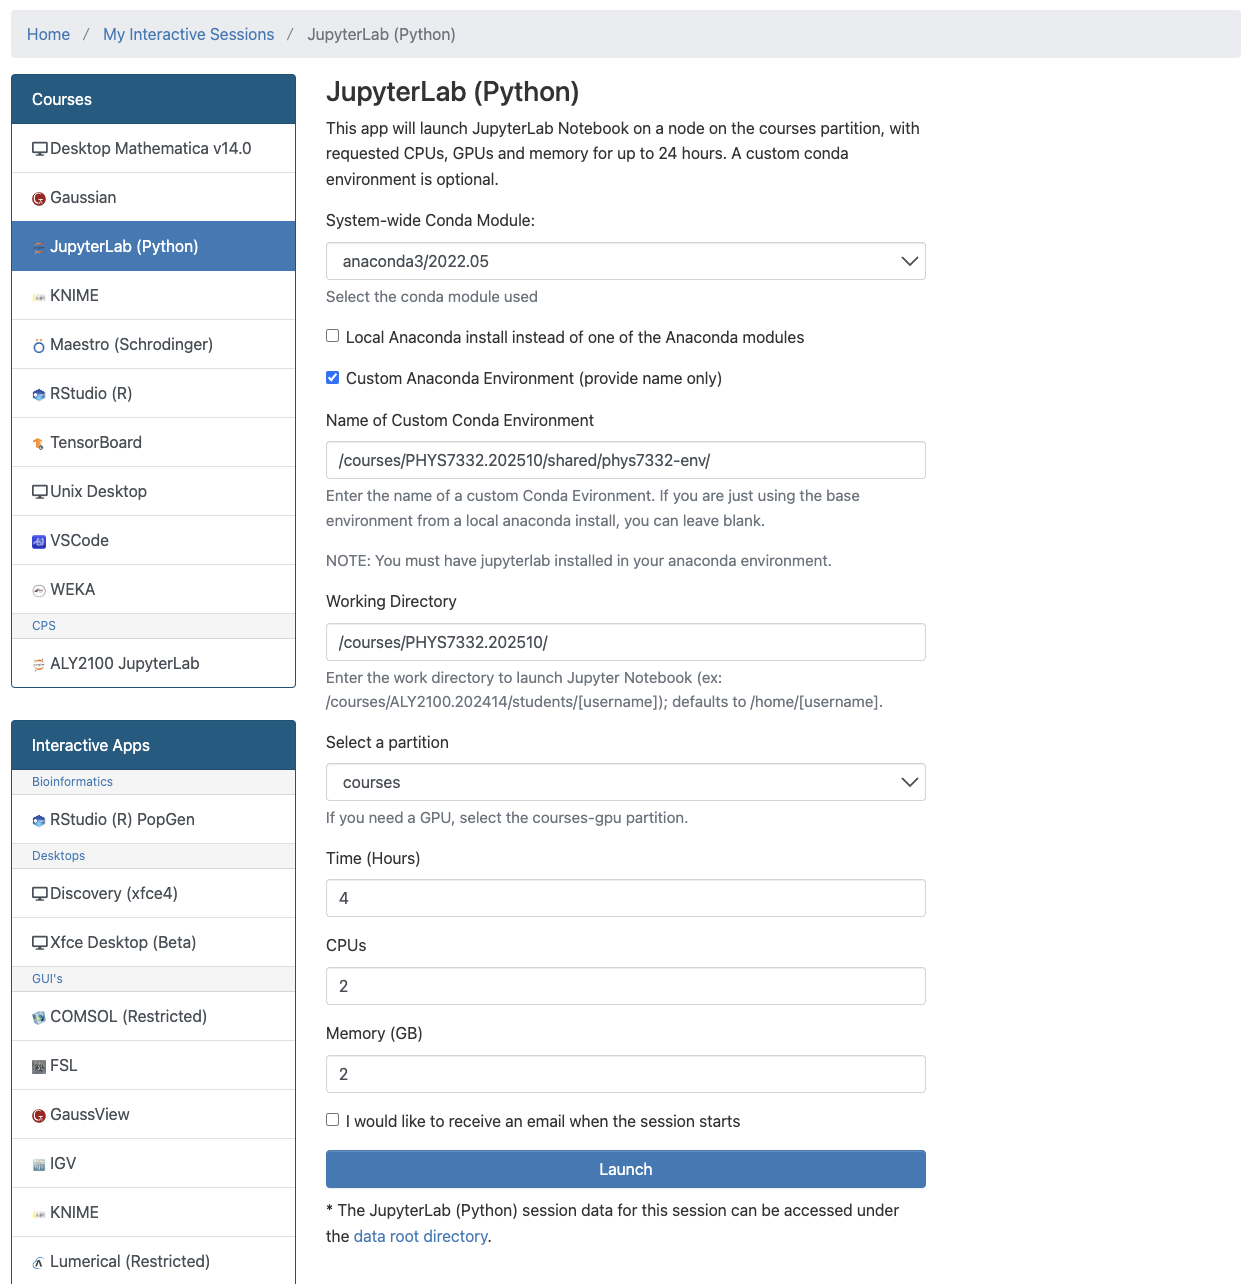 Home / My Interactive Sessions / JupyterLab (Python)
Courses
Desktop Mathematica v14.0
Gaussian
JupyterLab (Python)
KNIME
Maestro (Schrodinger)
RStudio (R)
TensorBoard
Unix Desktop
VSCode
WEKA
CPS
ALY2100 JupyterLab
Interactive Apps
Bioinformatics
RStudio (R) PopGen
Desktops
Discovery (xfce4)
Xfce Desktop (Beta)
GUI's
COMSOL (Restricted)
FSL
GaussView
IGV
KNIME
Lumerical (Restricted)
JupyterLab (Python)
This app will launch JupyterLab Notebook on a node on the courses partition, with
requested CPUs, GPUs and memory for up to 24 hours. A custom conda
environment is optional.
System-wide Conda Module:
anaconda3/2022.05
Select the conda module used
Local Anaconda install instead of one of the Anaconda modules
Custom Anaconda Environment (provide name only)
Name of Custom Conda Environment
/courses/PHYS7332.202510/shared/phys7332-env/
Enter the name of a custom Conda Evironment. If you are just using the base
environment from a local anaconda install, you can leave blank.
NOTE: You must have jupyterlab installed in your anaconda environment.
Working Directory
/courses/PHYS7332.202510/
Enter the work directory to launch Jupyter Notebook (ex:
/courses/ALY2100.202414/students/[username]); defaults to /home/[username].
Select a partition
courses
If you need a GPU, select the courses-gpu partition.
Time (Hours)
4
CPUs
2
Memory (GB)
2
I would like to receive an email when the session starts
Launch
* The JupyterLab (Python) session data for this session can be accessed under
the data root directory.